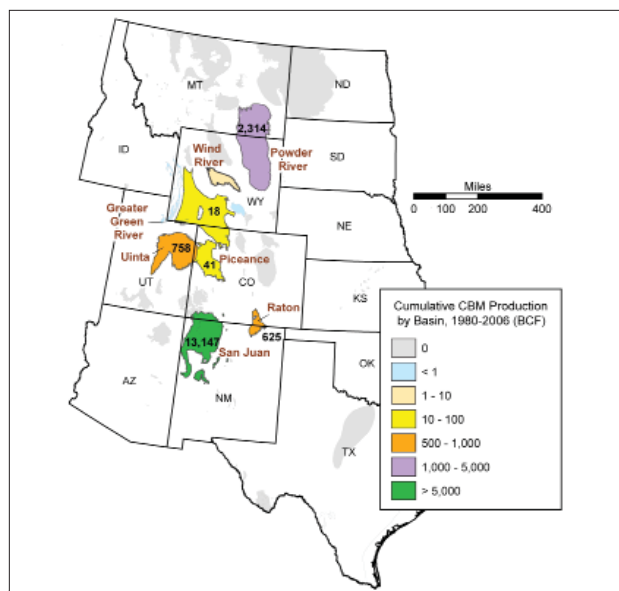 MT
ND
2,314
ID
Wind
River
Powder
River
SD
Miles
0 100 200 400
WY
Greater
Green
River
18
NE
758
Uinta
41
Piceance
UT
CO
KS
Raton
625
13,147
San Juan
OK
AZ
NM
TX
Cumulative CBM Production
by Basin, 1980-2006 (BCF)
0
< 1
1 - 10
10 - 100
500 - 1,000
1,000 - 5,000
> 5,000